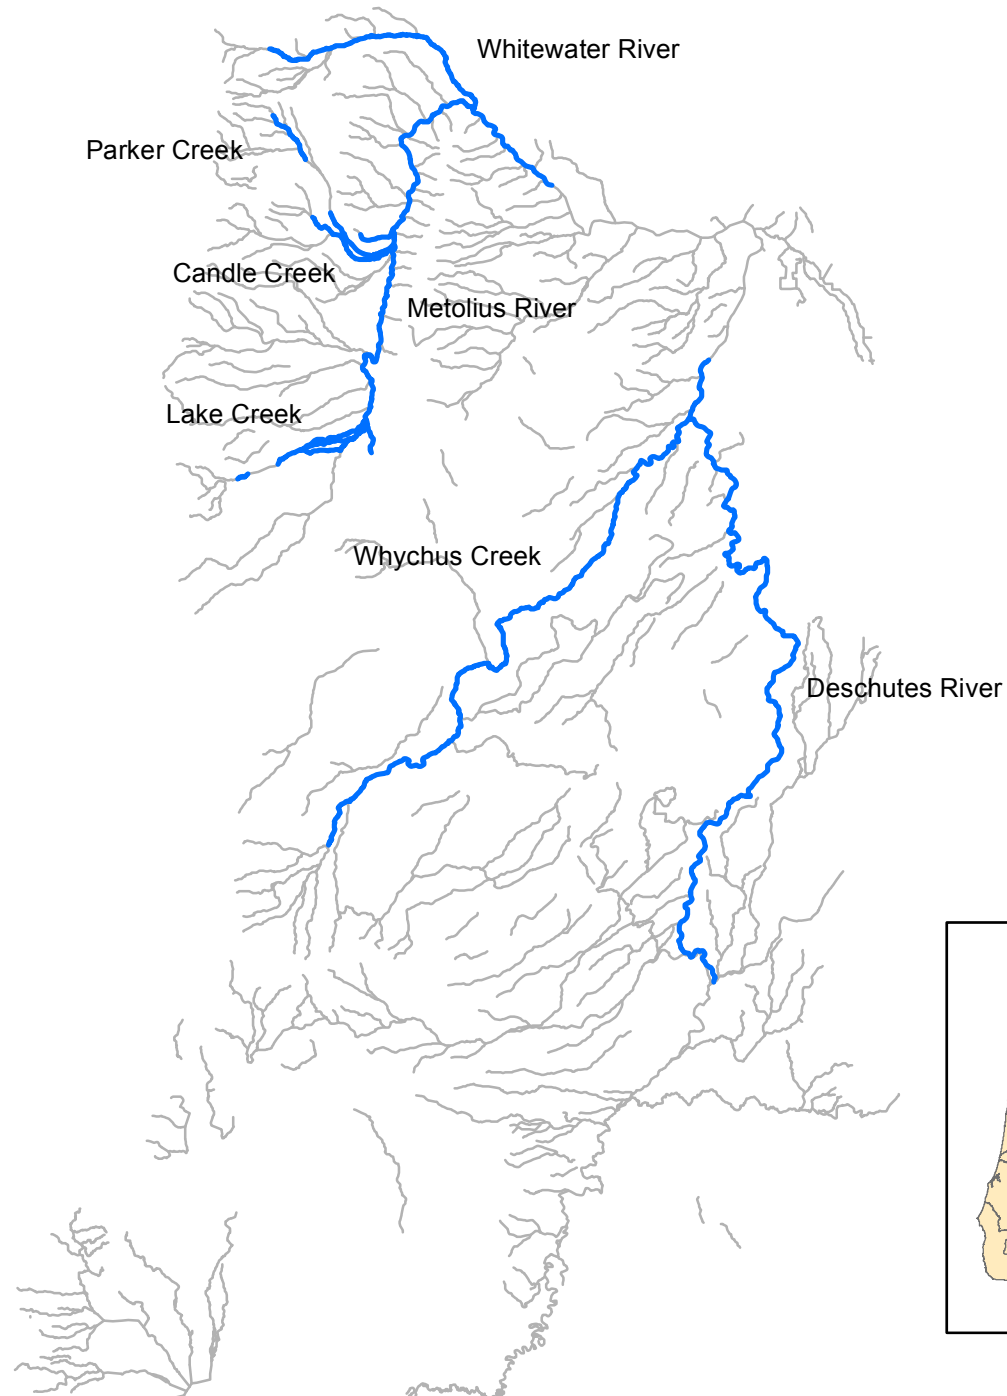 Whitewater River
Parker Creek
Candle Creek
Metolius River
Lake Creek
Whychus Creek
Deschutes River